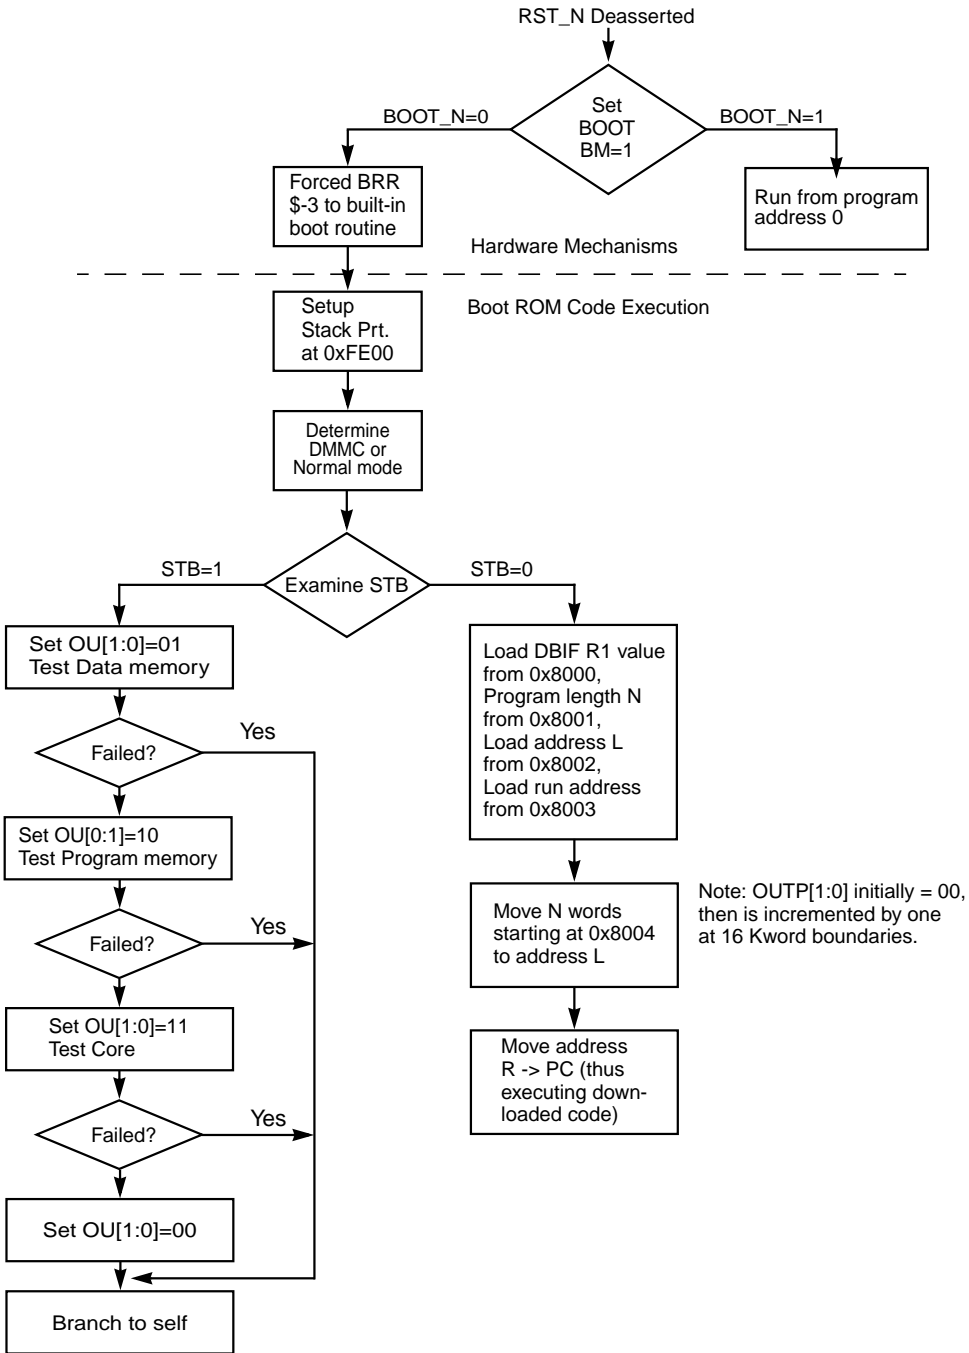 RST_N Deasserted
Set
BOOT
BM=1
BOOT_N=0
BOOT_N=1
Forced BRR
$-3 to built-in
boot routine
Run from program
address 0
Hardware Mechanisms
Boot ROM Code Execution
Setup
Stack Prt.
at 0xFE00
Determine
DMMC or
Normal mode
Examine STB
STB=1
STB=0
Set OU[1:0]=01
Test Data memory
Failed?
Yes
Set OU[0:1]=10
Test Program memory
Failed?
Yes
Set OU[1:0]=11
Test Core
Failed?
Yes
Set OU[1:0]=00
Branch to self
Load DBIF R1 value
from 0x8000,
Program length N
from 0x8001,
Load address L
from 0x8002,
Load run address
from 0x8003
Move N words
starting at 0x8004
to address L
Note: OUTP[1:0] initially = 00,
then is incremented by one
at 16 Kword boundaries.
Move address
R -> PC (thus
executing down-
loaded code)